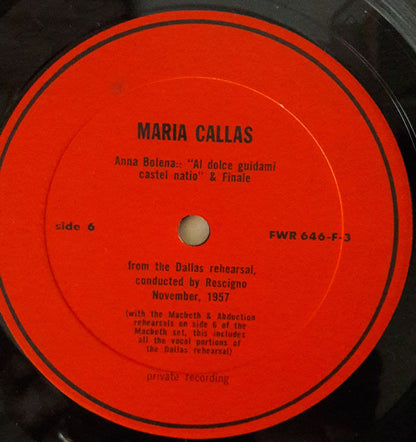 MARIA CALLAS
Anna Bolena:: "Al dolce guidami
castel natio" & Finale
side 6
FWR 646-F-3
from the Dallas rehearsal,
conducted by Rescigno
November, 1957
(with the Macbeth & Abduction
rehearsals on side 6 of the
Macbeth set, this includes
all the vocal portions of
the Dallas rehearsal)
private recording